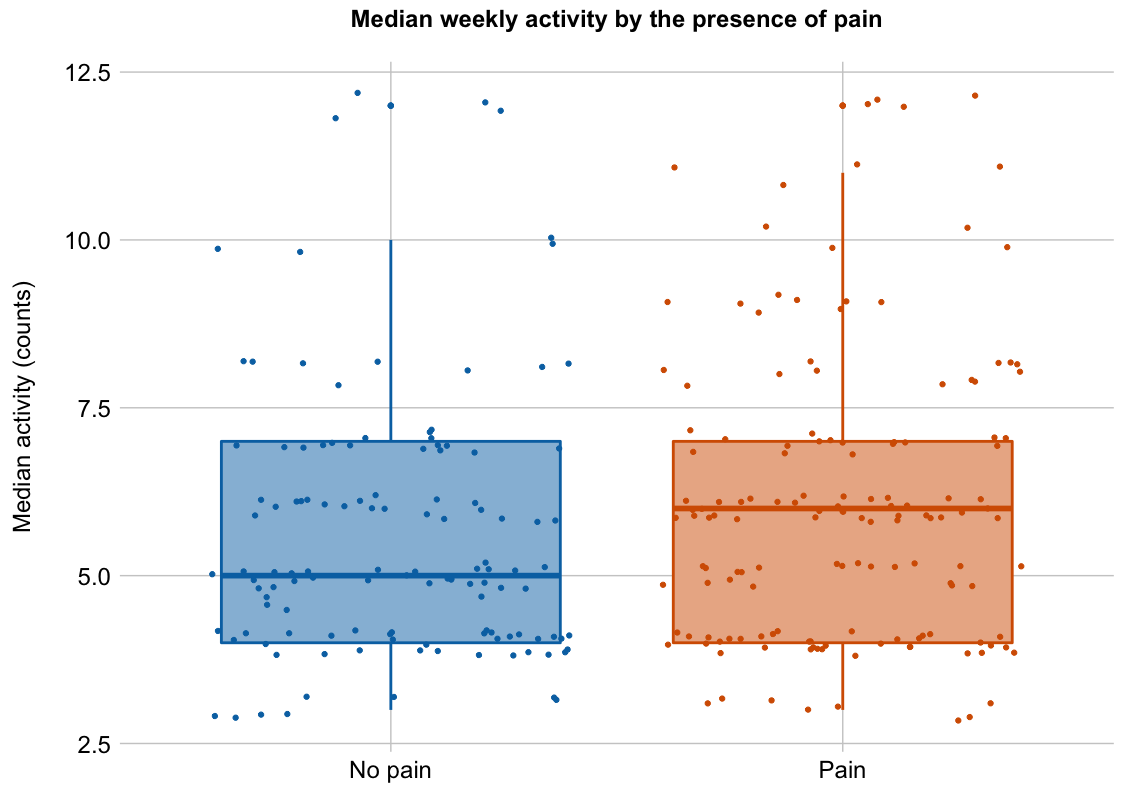 Median weekly activity by the presence of pain
12.5
10.0
7.5
5.0
2.5
Median activity (counts)
No pain
Pain